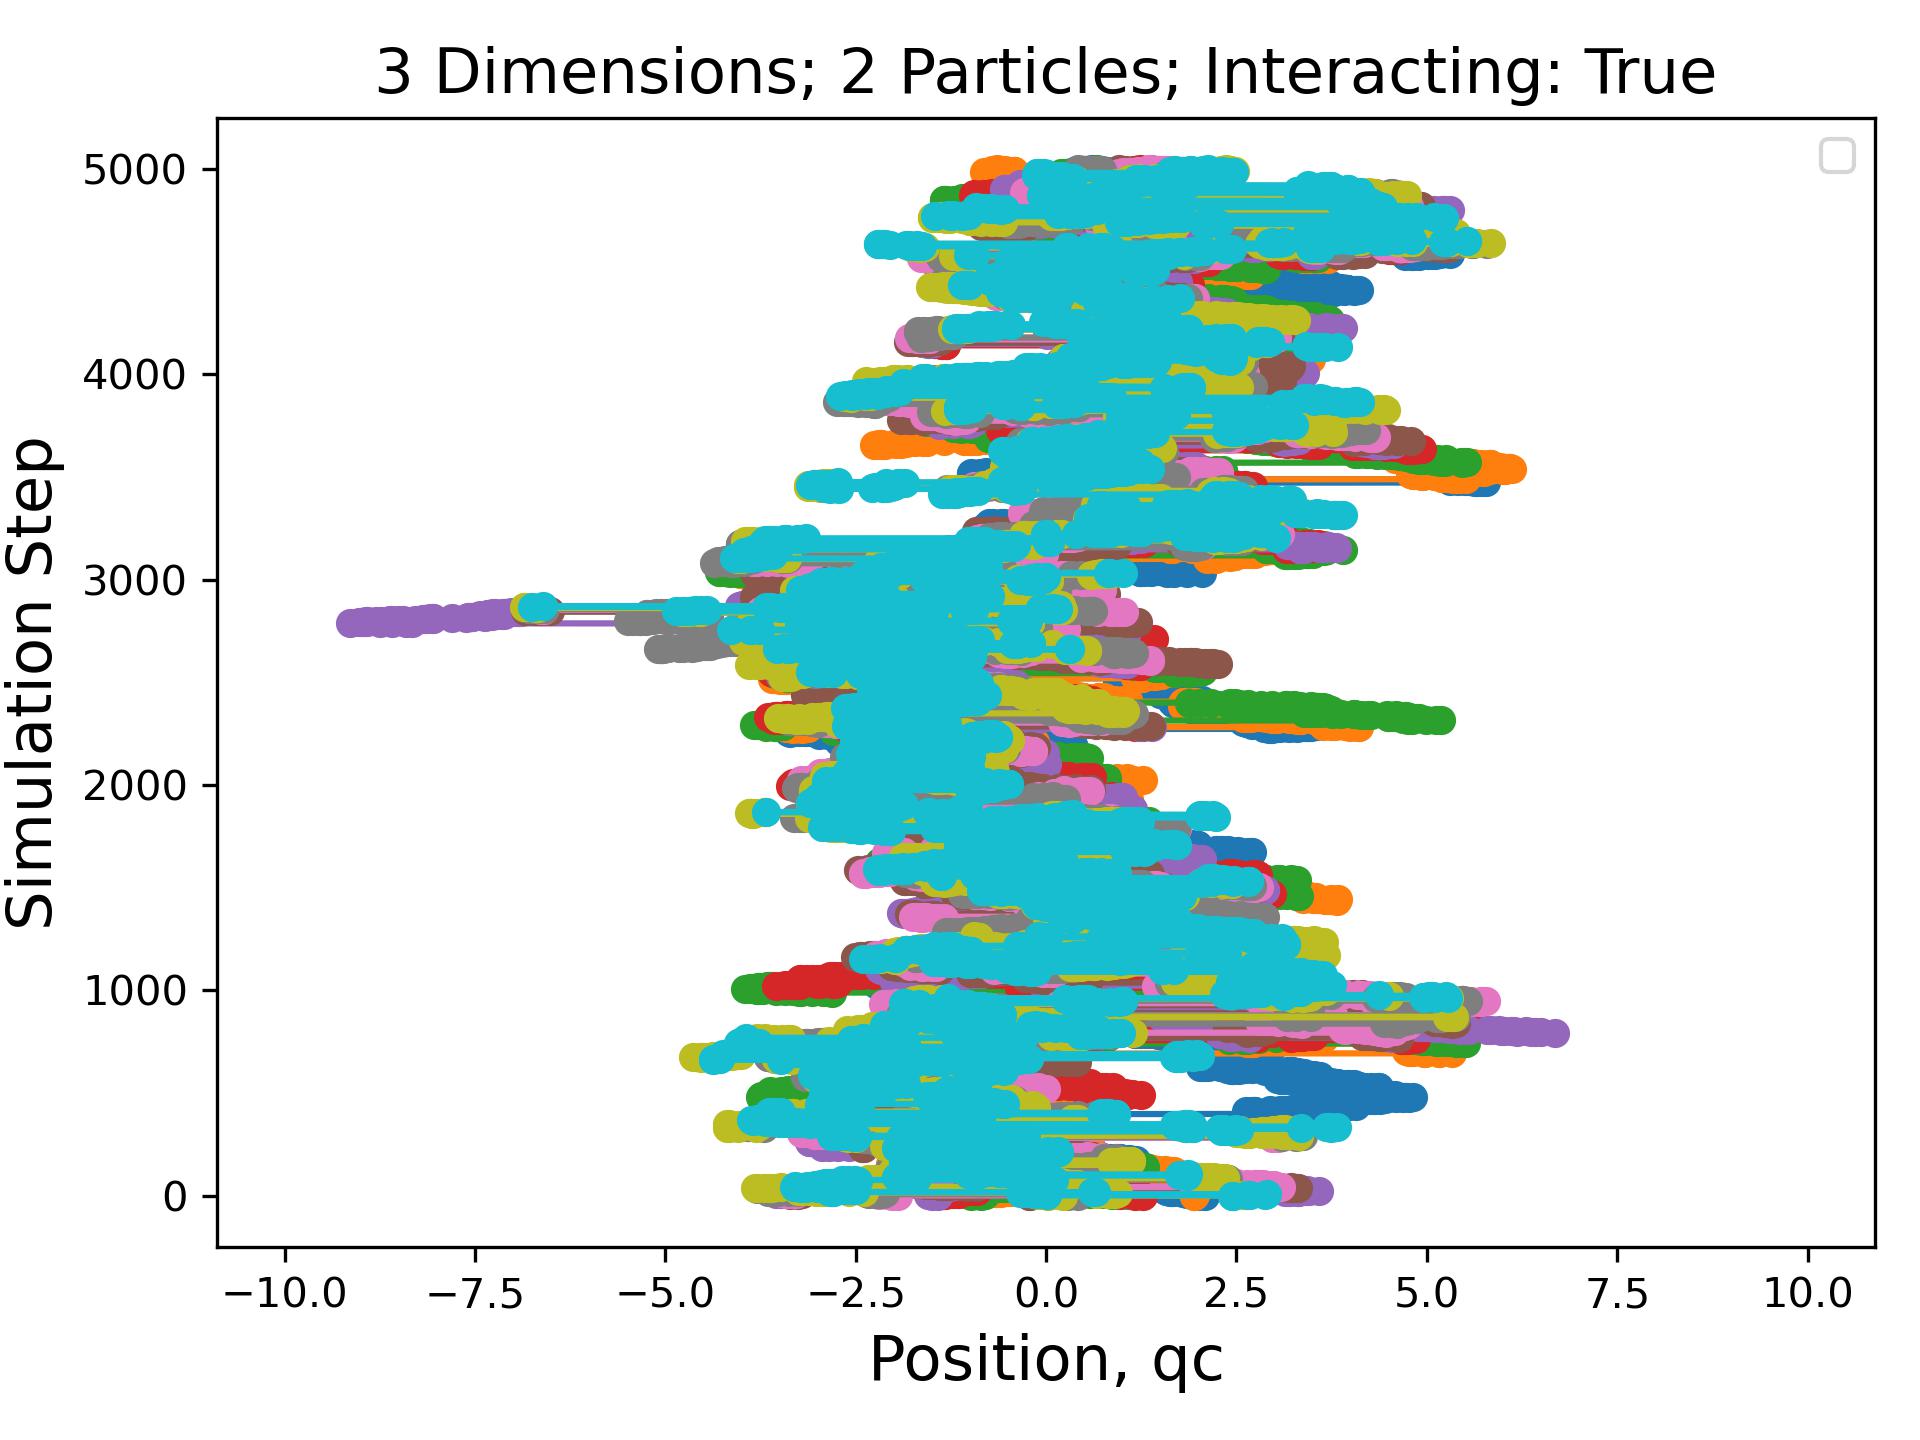 3 Dimensions; 2 Particles; Interacting: True
Simulation Step
5000
4000
3000
2000
1000
0
−10.0 −7.5 −5.0 −2.5 0.0 2.5 5.0 7.5 10.0
Position, qc